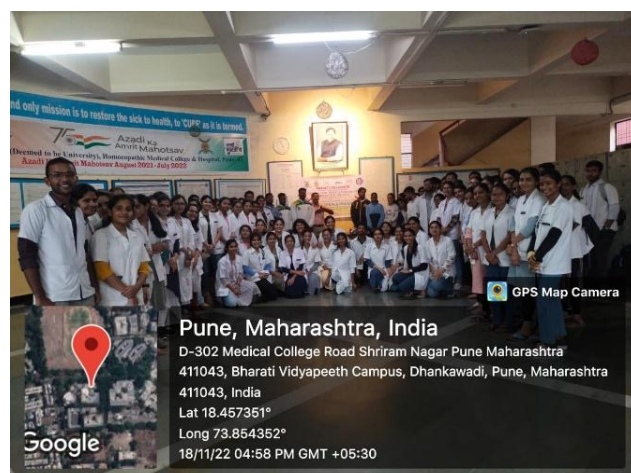 nd only mission is to restore the sick to health, to 'CURE' as it is termed.
75
Azadi Ka
Amrit Mahotsav
(Deemed to be University), Homoeopathic Medical College & Hospital, Pune
Azadi Ka Amrit Mahotsav August 2021-July 2022
GPS Map Camera
Pune, Maharashtra, India
D-302 Medical College Road Shriram Nagar Pune Maharashtra
411043, Bharati Vidyapeeth Campus, Dhankawadi, Pune, Maharashtra
411043, India
Lat 18.457351°
Long 73.854352°
18/11/22 04:58 PM GMT +05:30
Google